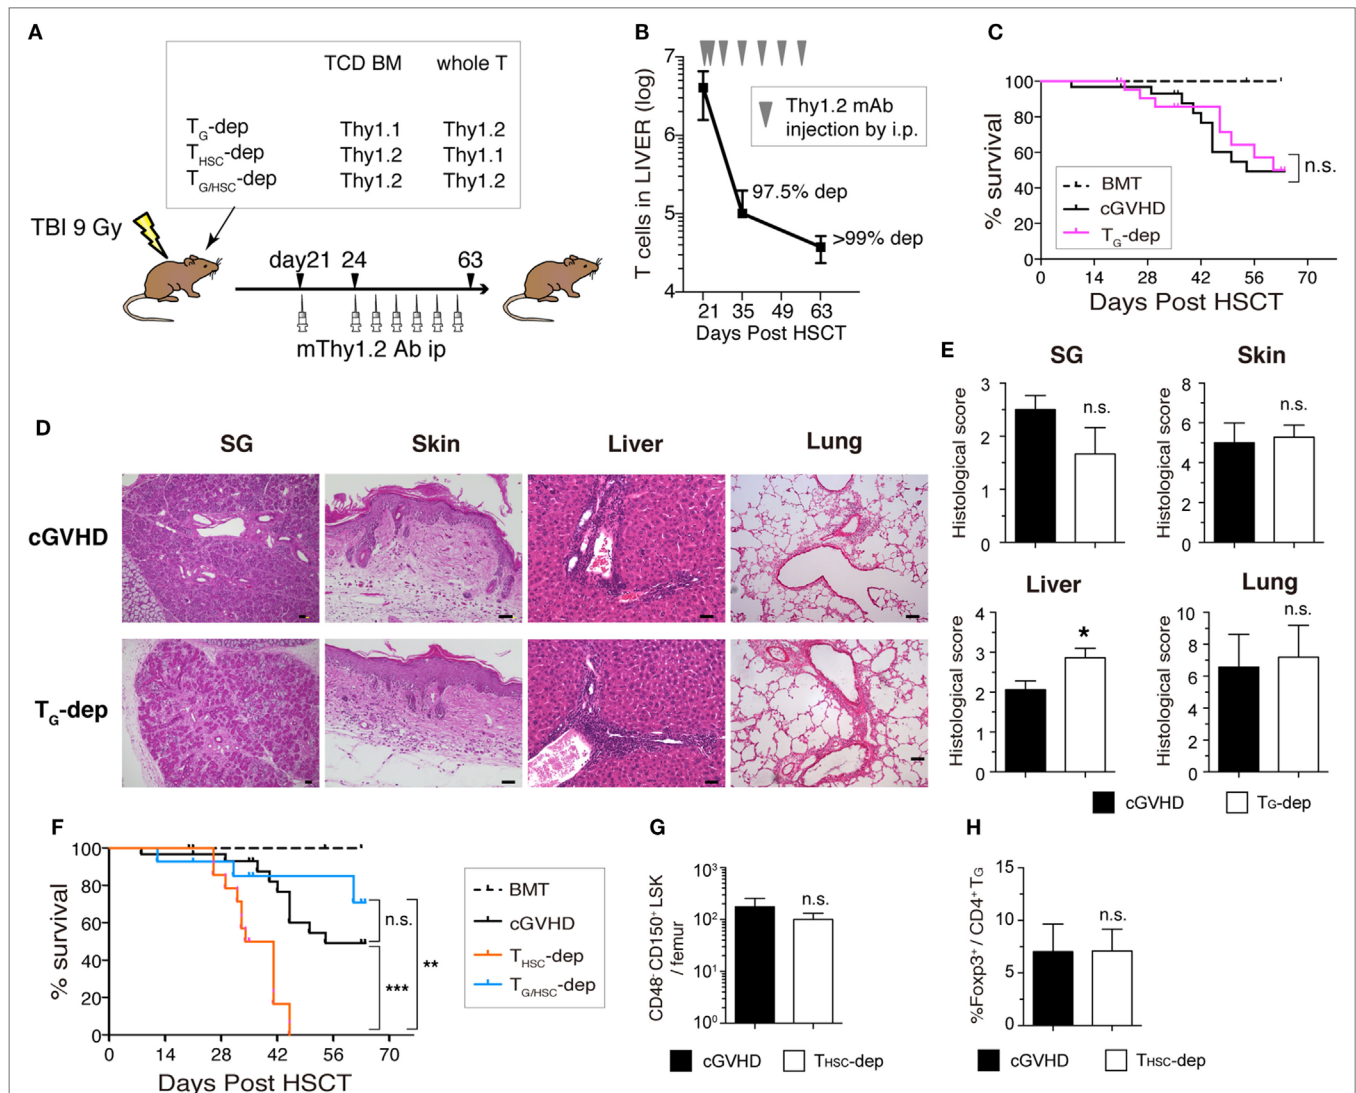 A
TCD BM whole T
TG-dep Thy1.1 Thy1.2
THSC-dep Thy1.2 Thy1.1
TG/HSC-dep Thy1.2 Thy1.2
TBI 9 Gy
day21 24 63
mThy1.2 Ab ip
B
T cells in LIVER (log)
7
6
5
4
Thy1.2 mAb
injection by i.p.
97.5% dep
>99% dep
21 35 49 63
Days Post HSCT
C
% survival
100
80
60
40
20
0
n.s.
BMT
cGVHD
TG-dep
0 14 28 42 56 70
Days Post HSCT
D
SG Skin Liver Lung
cGVHD
TG-dep
E
SG
Histological score
3
2
1
0
n.s.
Skin
Histological score
8
6
4
2
0
n.s.
Liver
Histological score
4
3
2
1
0
*
Lung
Histological score
10
8
6
4
2
0
n.s.
cGVHD TG-dep
F
% survival
100
80
60
40
20
0
n.s.
**
***
BMT
cGVHD
THSC-dep
TG/HSC-dep
0 14 28 42 56 70
Days Post HSCT
G
CD48- CD150+ LSK
/ femur
10³
10²
10¹
10⁰
n.s.
cGVHD THSC-dep
H
%Foxp3+ / CD4+ TG
15
10
5
0
n.s.
cGVHD THSC-dep